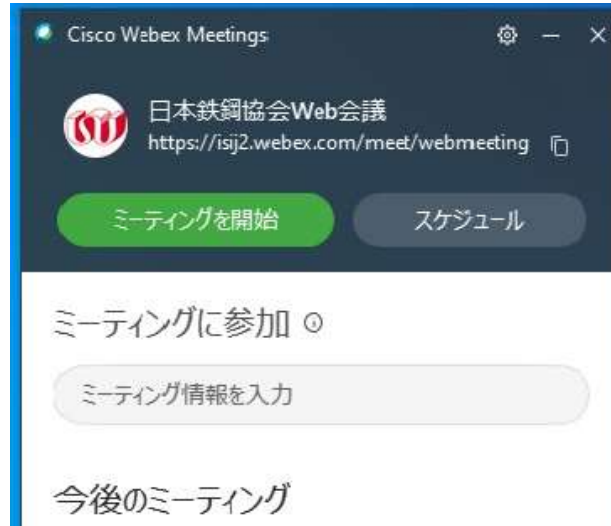 Cisco Webex Meetings
日本鉄鋼協会Web会議
https://isij2.webex.com/meet/webmeeting
ミーティングを開始
スケジュール
ミーティングに参加
ミーティング情報を入力
今後のミーティング